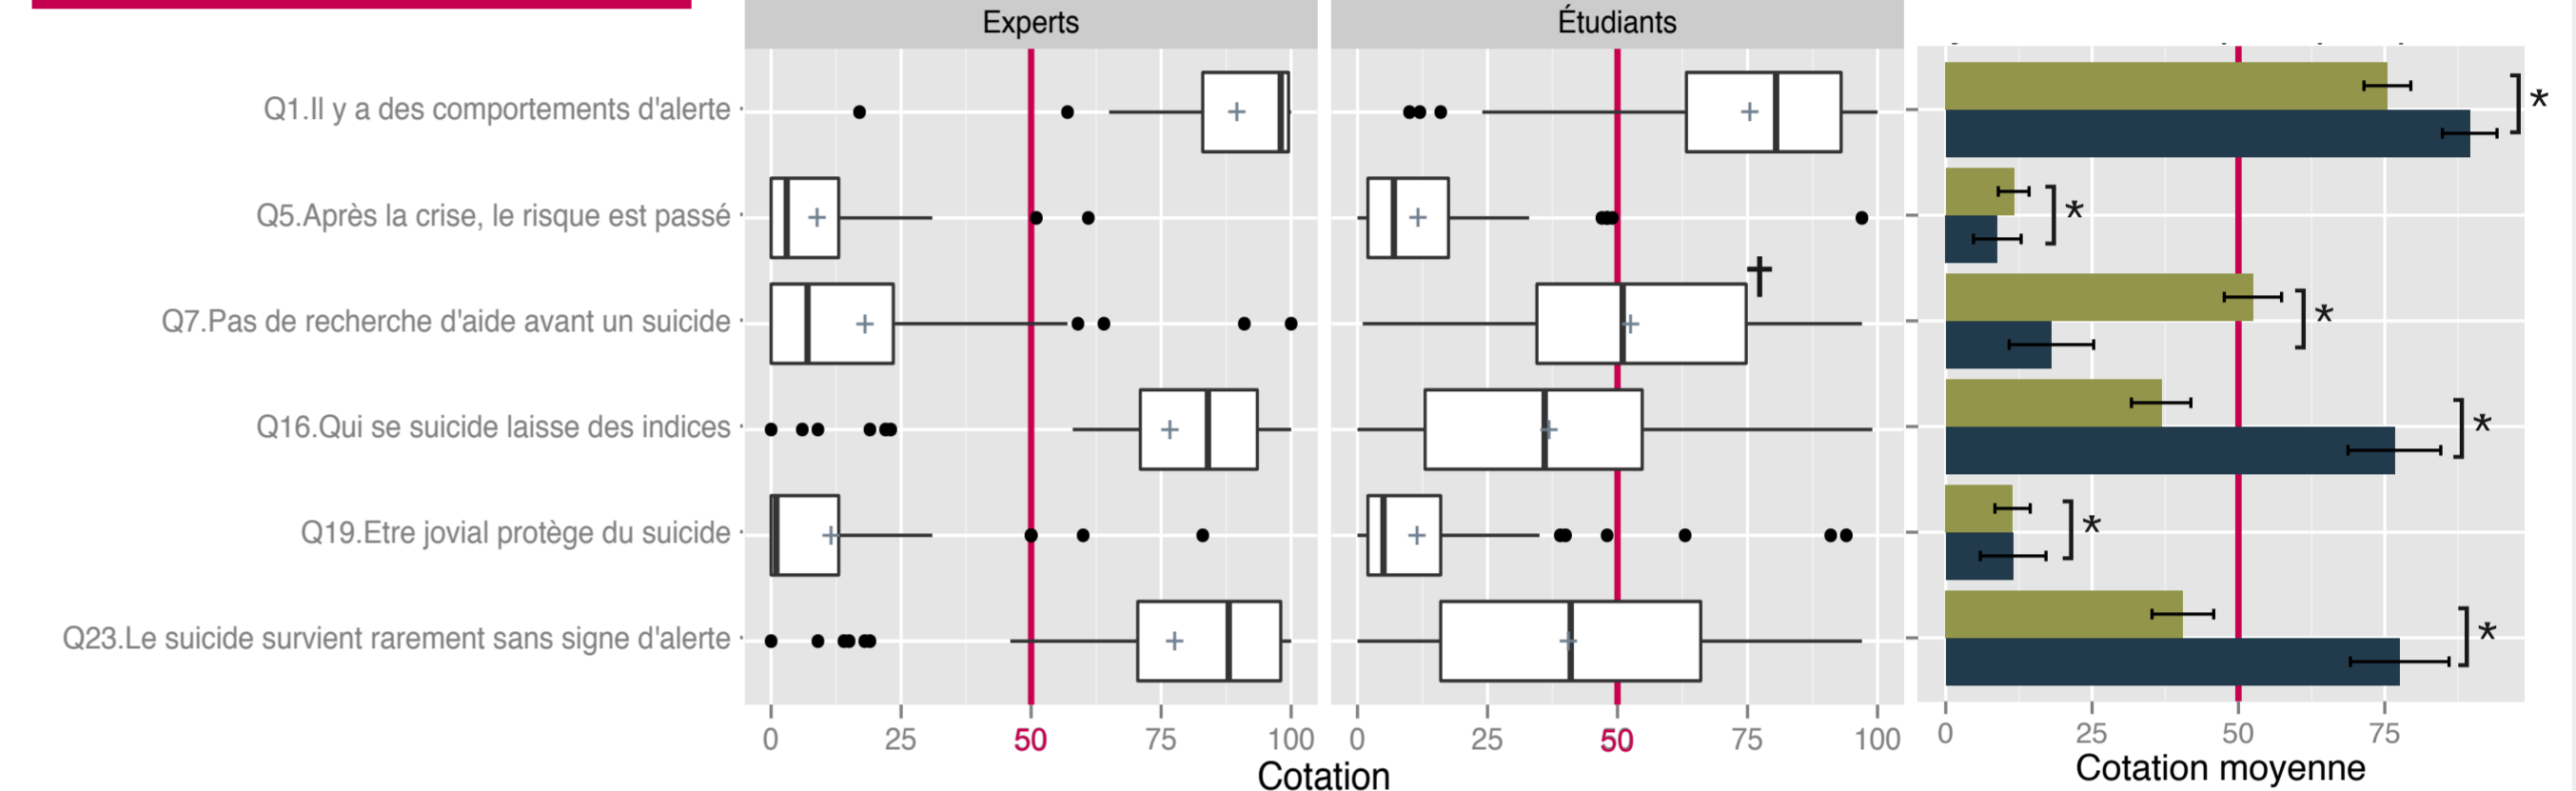 Experts
Étudiants
Q1.Il y a des comportements d'alerte
*
Q5.Après la crise, le risque est passé
*
†
Q7.Pas de recherche d'aide avant un suicide
*
Q16.Qui se suicide laisse des indices
*
Q19.Etre jovial protège du suicide
*
Q23.Le suicide survient rarement sans signe d'alerte
*
0 25 50 75 100 0 25 50 75 100 0 25 50 75
Cotation
Cotation moyenne